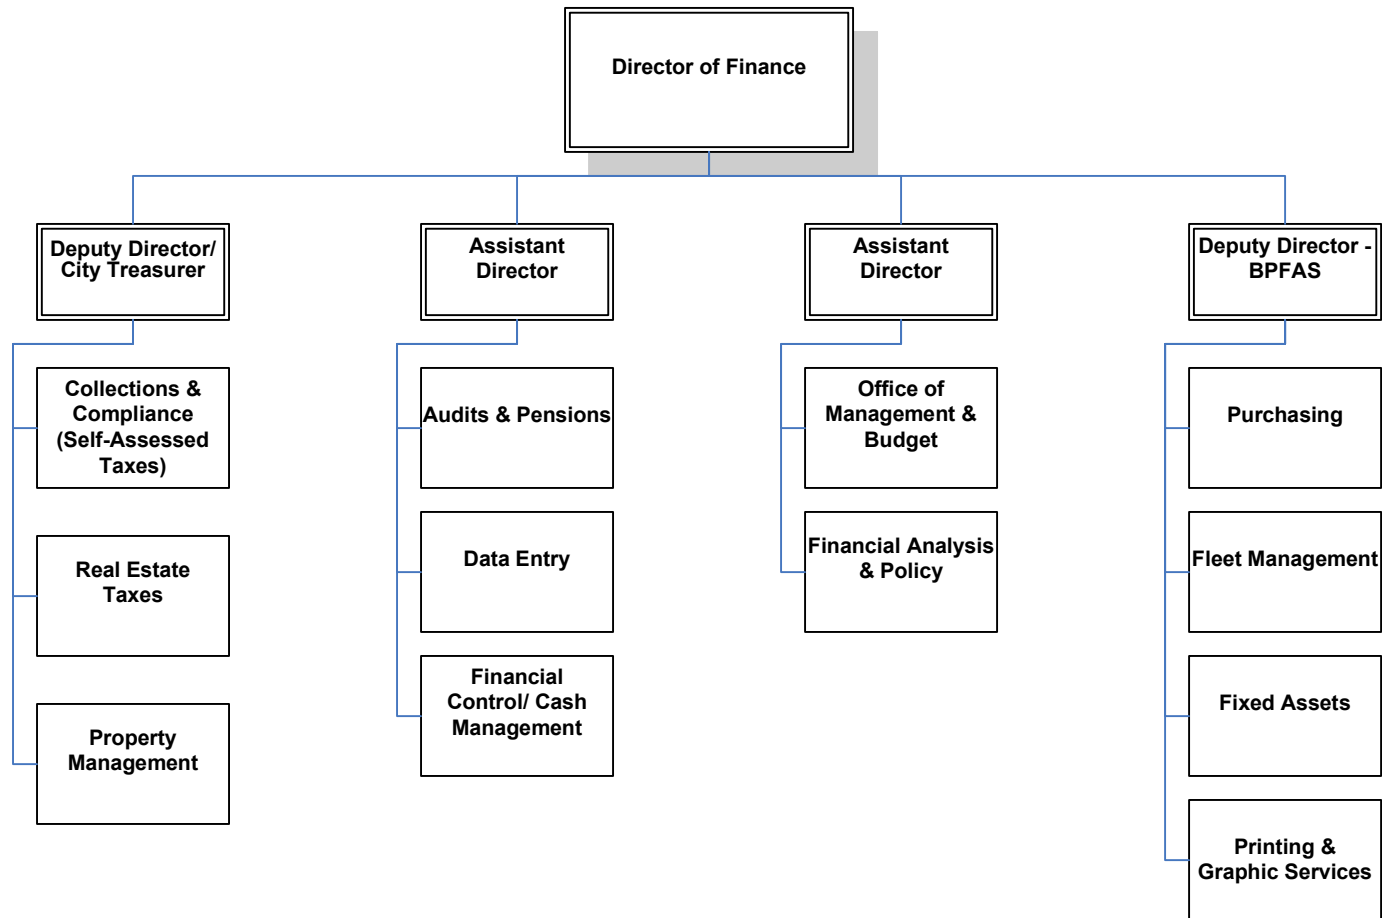 Director of Finance
Deputy Director/
City Treasurer
Assistant
Director
Assistant
Director
Deputy Director -
BPFAS
Collections &
Compliance
(Self-Assessed
Taxes)
Real Estate
Taxes
Property
Management
Audits & Pensions
Data Entry
Financial
Control/ Cash
Management
Office of
Management &
Budget
Financial Analysis
& Policy
Purchasing
Fleet Management
Fixed Assets
Printing &
Graphic Services